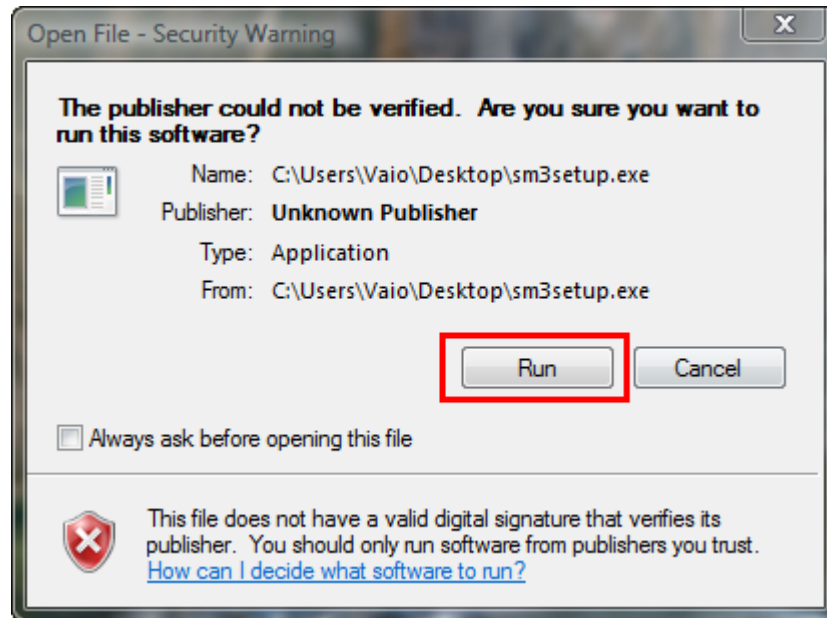 Open File - Security Warning
The publisher could not be verified. Are you sure you want to
run this software?
Name: C:\Users\Vaio\Desktop\sm3setup.exe
Publisher: Unknown Publisher
Type: Application
From: C:\Users\Vaio\Desktop\sm3setup.exe
Run Cancel
Always ask before opening this file
This file does not have a valid digital signature that verifies its
publisher. You should only run software from publishers you trust.
How can I decide what software to run?